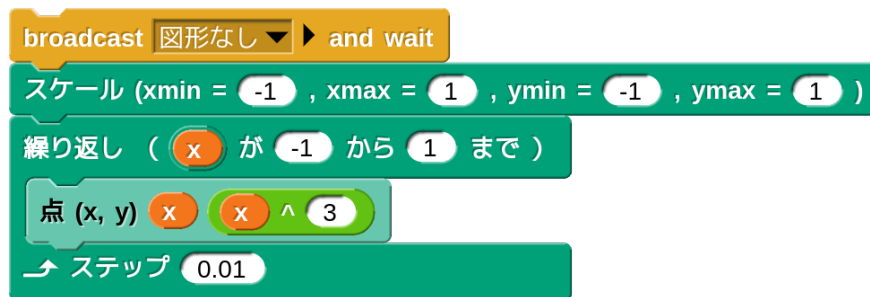 broadcast 図形なし and wait
スケール (xmin = -1 , xmax = 1 , ymin = -1 , ymax = 1 )
繰り返し ( x が -1 から 1 まで )
点 (x, y) x x ^ 3
ステップ 0.01